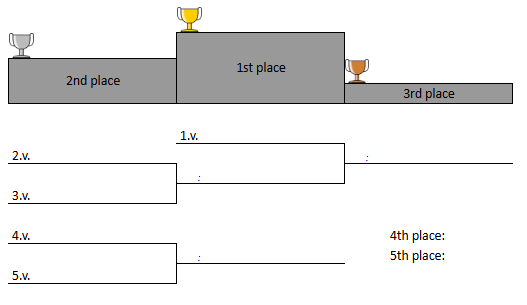 1st place
2nd place
3rd place
1.v.
2.v.
:
:
3.v.
4.v.
4th place:
:
5th place:
5.v.